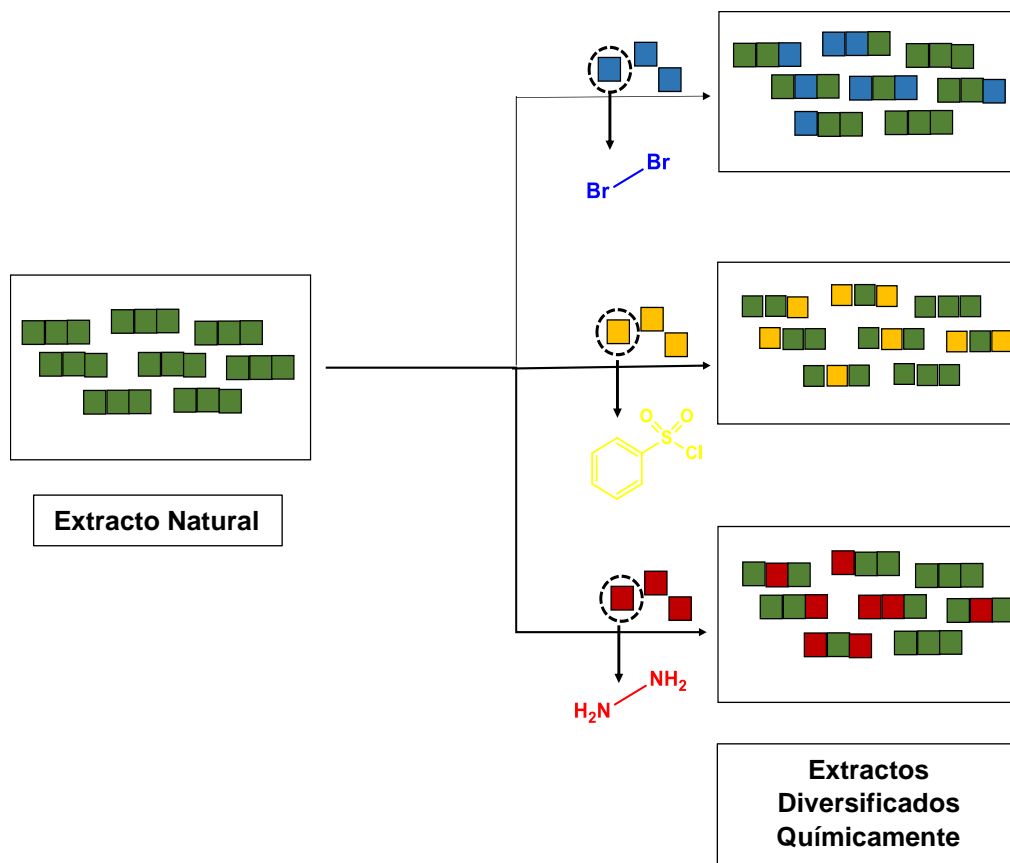 Br
Br
O
O
S
Cl
Extracto Natural
NH₂
H₂N
Extractos
Diversificados
Químicamente